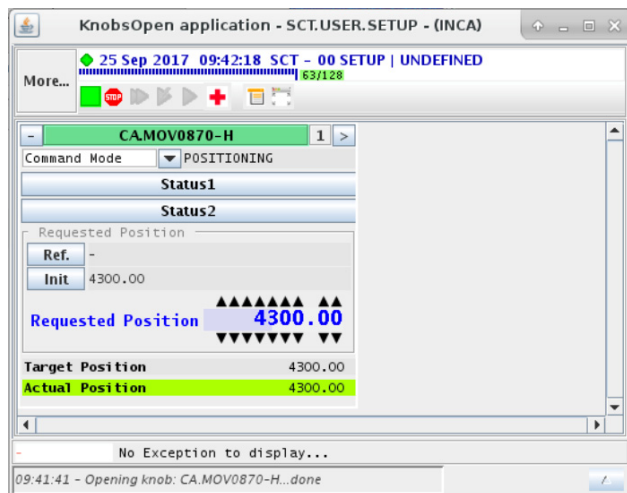 KnobsOpen application - SCT.USER.SETUP - (INCA)
25 Sep 2017 09:42:18 SCT - 00 SETUP | UNDEFINED
63/128
More...
STOP
- CA.MOV0870-H 1 >
Command Mode POSITIONING
Status1
Status2
Requested Position
Ref. -
Init 4300.00
Requested Position 4300.00
Target Position 4300.00
Actual Position 4300.00
- No Exception to display...
09:41:41 - Opening knob: CA.MOV0870-H...done